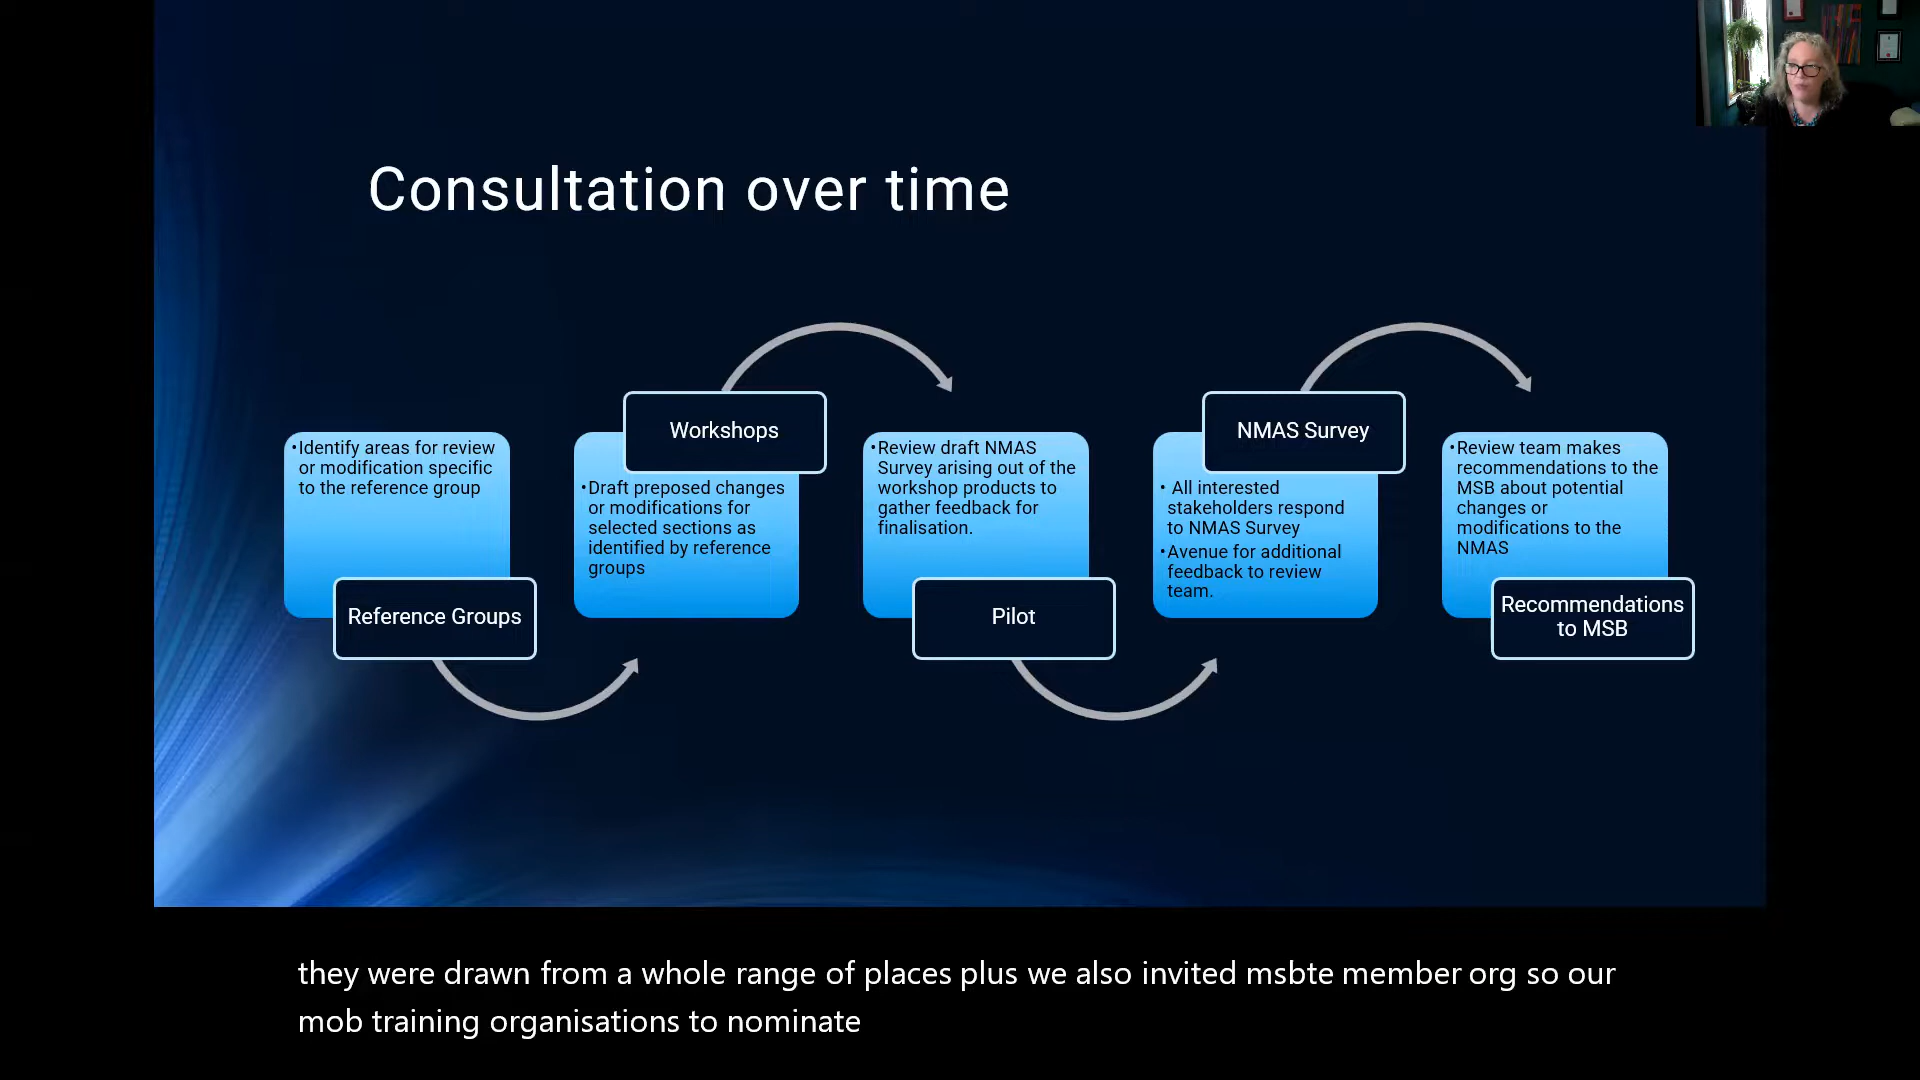 Consultation over time
•Identify areas for review
or modification specific
to the reference group
Reference Groups
Workshops
•Draft preposed changes
or modifications for
selected sections as
identified by reference
groups
•Review draft NMAS
Survey arising out of the
workshop products to
gather feedback for
finalisation.
Pilot
NMAS Survey
• All interested
stakeholders respond
to NMAS Survey
•Avenue for additional
feedback to review
team.
•Review team makes
recommendations to the
MSB about potential
changes or
modifications to the
NMAS
Recommendations
to MSB
they were drawn from a whole range of places plus we also invited msbte member org so our
mob training organisations to nominate